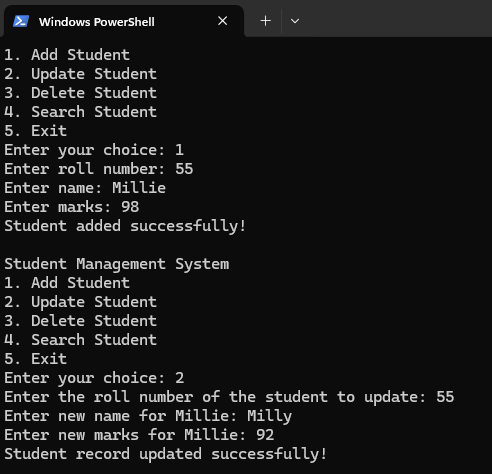 Windows PowerShell
1. Add Student
2. Update Student
3. Delete Student
4. Search Student
5. Exit
Enter your choice: 1
Enter roll number: 55
Enter name: Millie
Enter marks: 98
Student added successfully!
Student Management System
1. Add Student
2. Update Student
3. Delete Student
4. Search Student
5. Exit
Enter your choice: 2
Enter the roll number of the student to update: 55
Enter new name for Millie: Milly
Enter new marks for Millie: 92
Student record updated successfully!